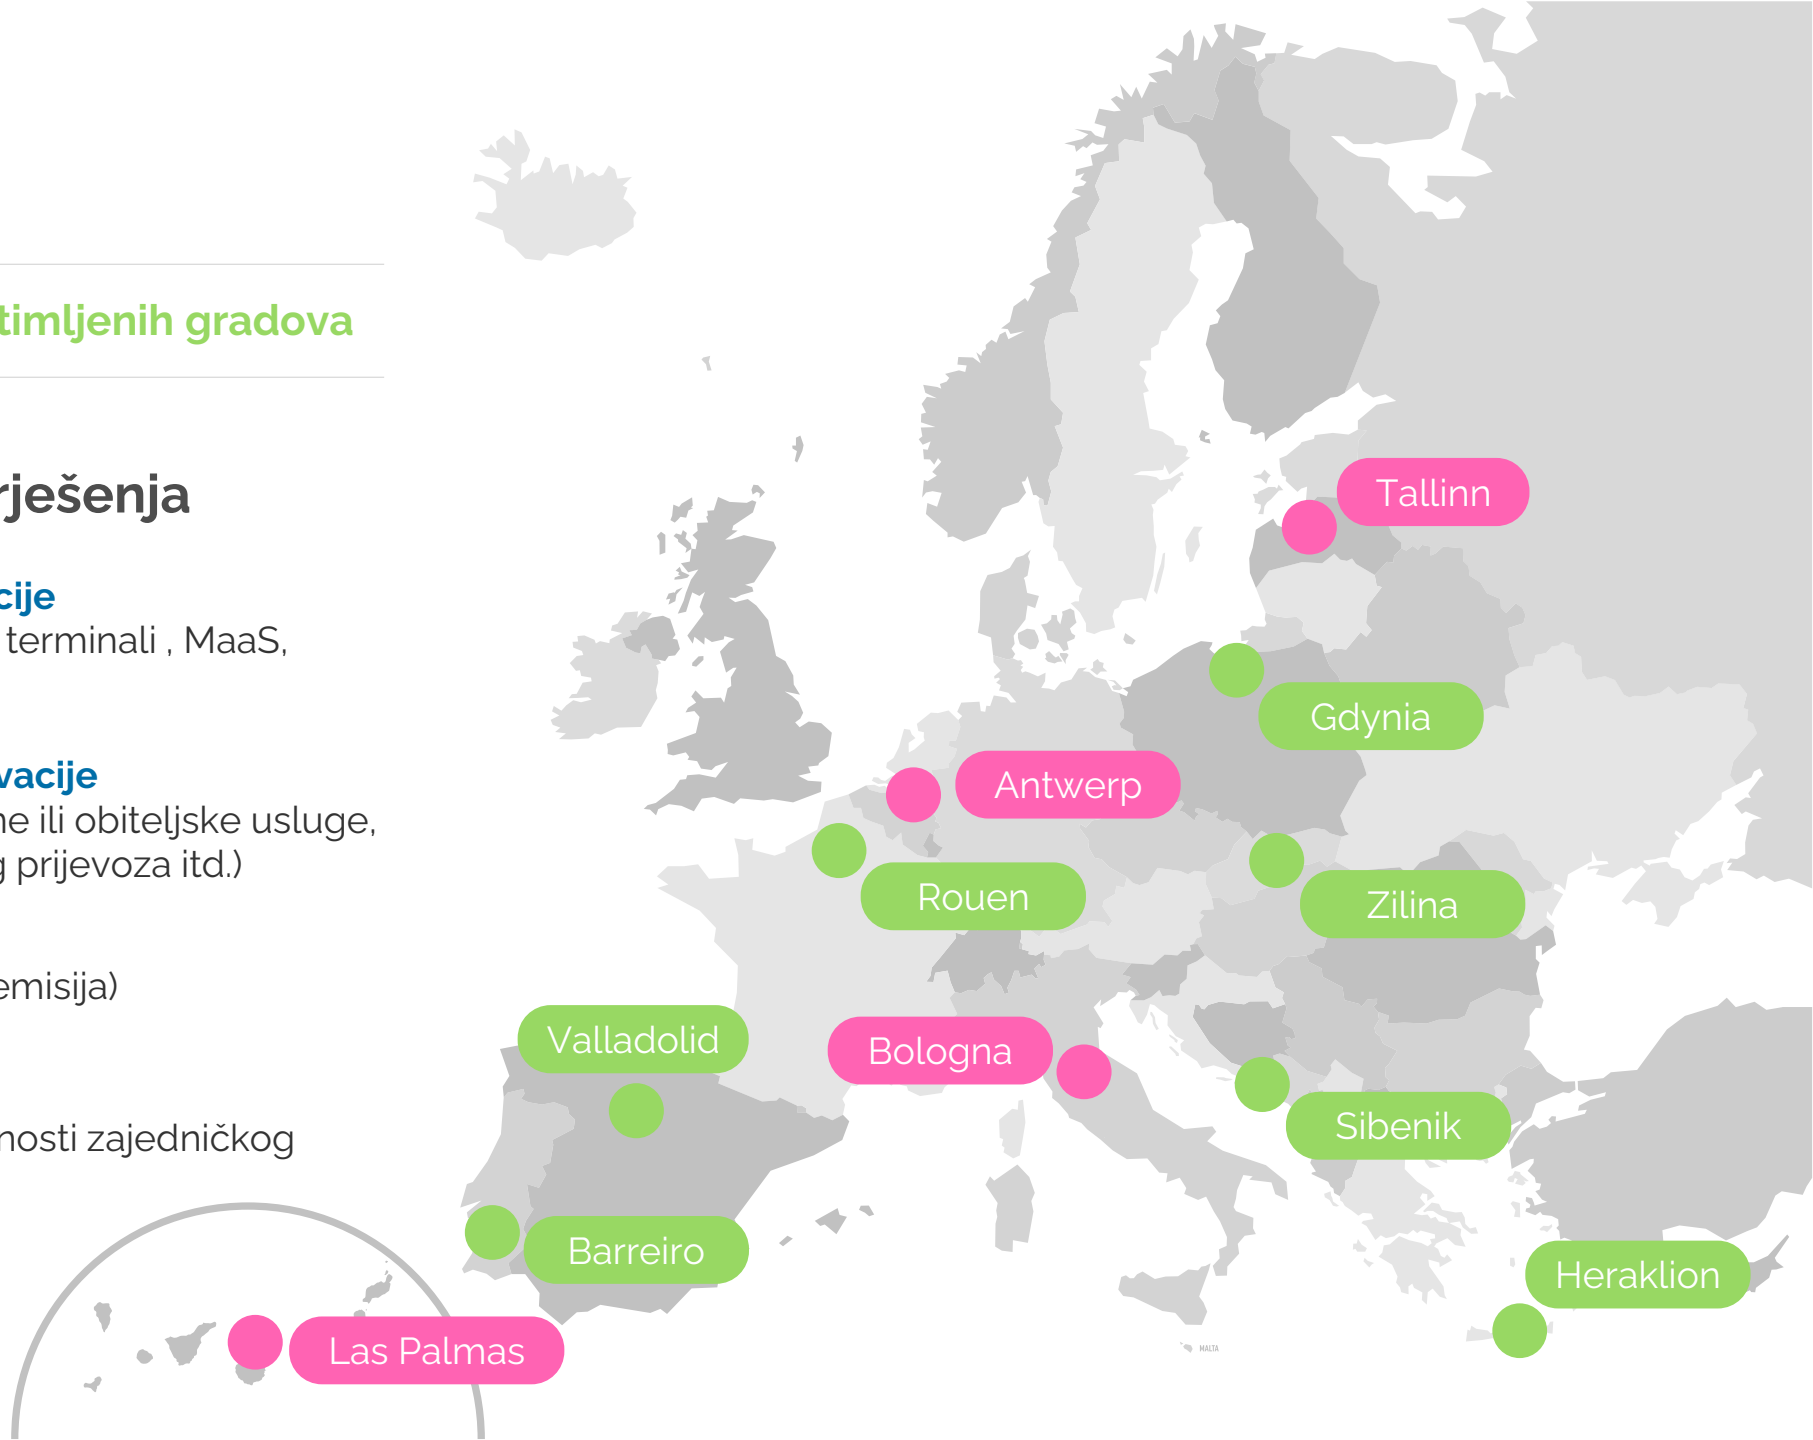 timljenih gradova
rješenja
cije
terminali , MaaS,
vacije
ne ili obiteljske usluge,
g prijevoza itd.)
emisija)
nosti zajedničkog
Tallinn
Gdynia
Antwerp
Rouen
Zilina
Valladolid
Bologna
Sibenik
Barreiro
Heraklion
Las Palmas
MALTA